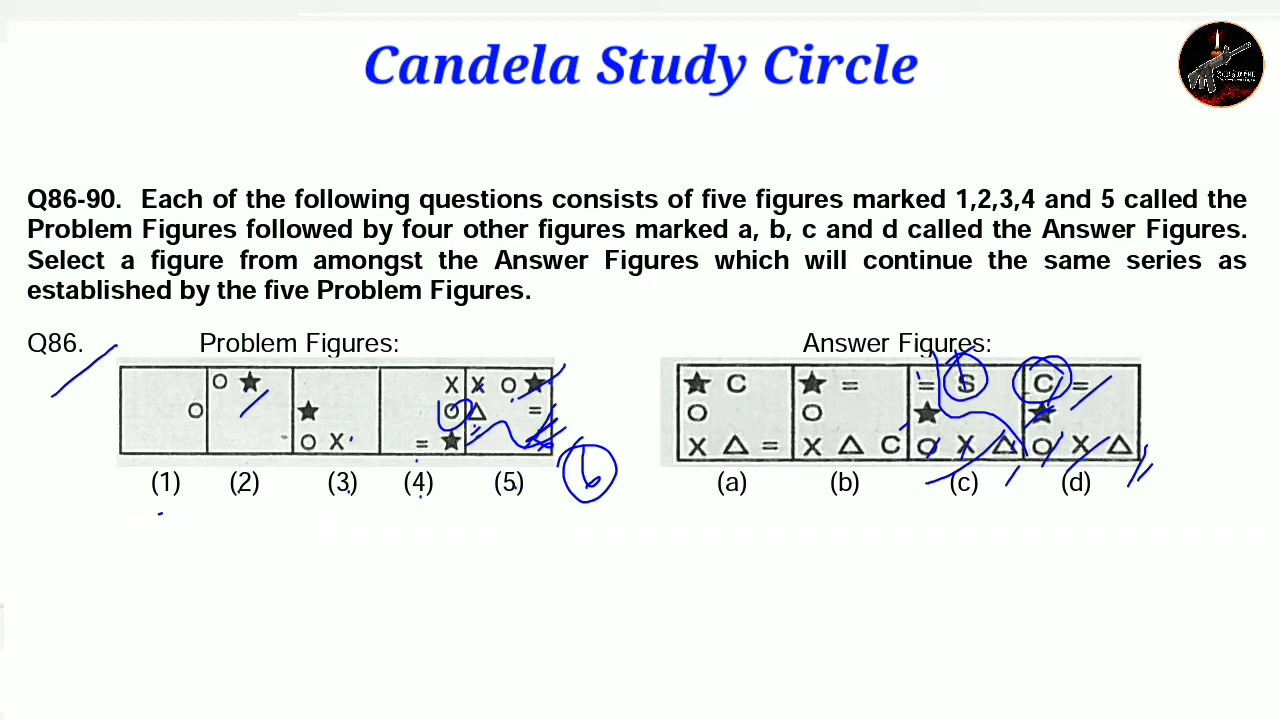 Candela Study Circle
Q86-90. Each of the following questions consists of five figures marked 1,2,3,4 and 5 called the
Problem Figures followed by four other figures marked a, b, c and d called the Answer Figures.
Select a figure from amongst the Answer Figures which will continue the same series as
established by the five Problem Figures.
Q86. Problem Figures: Answer Figures:
O ★ X X O ★ ★ C ★ = = S C =
O ★ O △ = O O ★ ★
O X = ★ X △ = X △ C O X △ O X △
(1) (2) (3) (4) (5) 6 (a) (b) (c) (d)